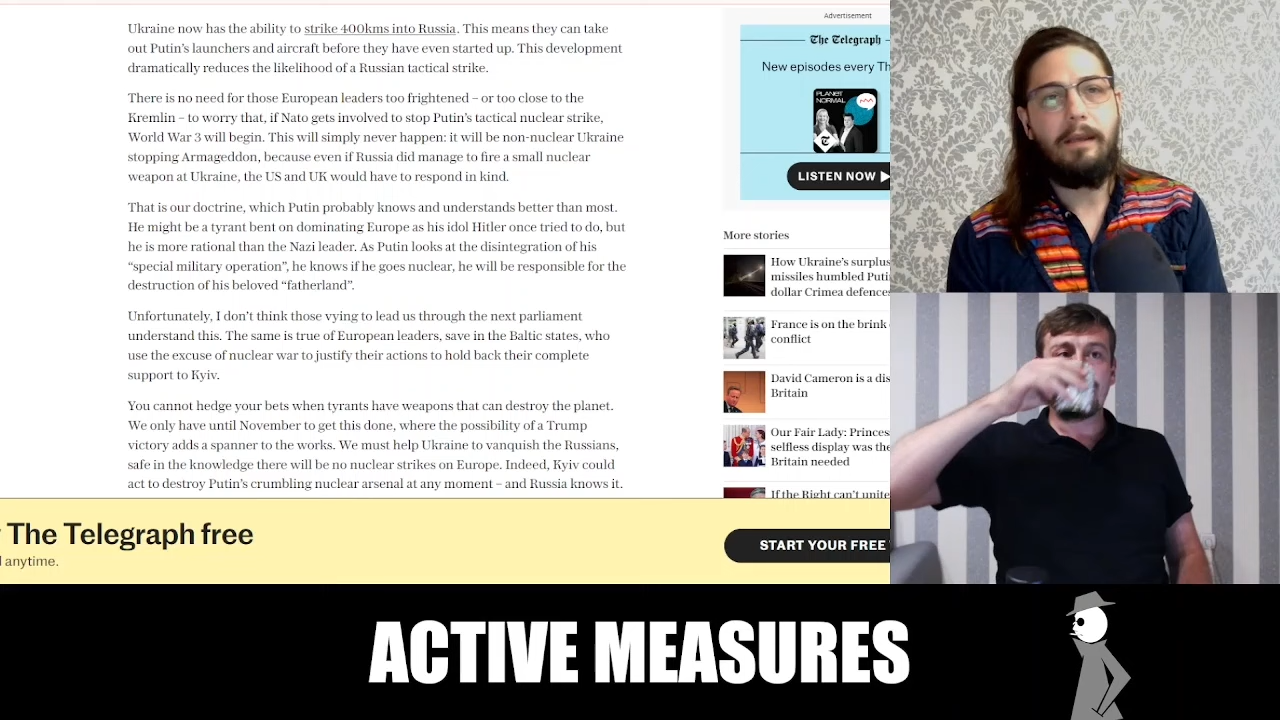 Ukraine now has the ability to strike 400kms into Russia. This means they can take
out Putin's launchers and aircraft before they have even started up. This development
dramatically reduces the likelihood of a Russian tactical strike.
There is no need for those European leaders too frightened – or too close to the
Kremlin – to worry that, if Nato gets involved to stop Putin's tactical nuclear strike,
World War 3 will begin. This will simply never happen: it will be non-nuclear Ukraine
stopping Armageddon, because even if Russia did manage to fire a small nuclear
weapon at Ukraine, the US and UK would have to respond in kind.
That is our doctrine, which Putin probably knows and understands better than most.
He might be a tyrant bent on dominating Europe as his idol Hitler once tried to do, but
he is more rational than the Nazi leader. As Putin looks at the disintegration of his
“special military operation”, he knows if he goes nuclear, he will be responsible for the
destruction of his beloved “fatherland”.
Unfortunately, I don't think those vying to lead us through the next parliament
understand this. The same is true of European leaders, save in the Baltic states, who
use the excuse of nuclear war to justify their actions to hold back their complete
support to Kyiv.
You cannot hedge your bets when tyrants have weapons that can destroy the planet.
We only have until November to get this done, where the possibility of a Trump
victory adds a spanner to the works. We must help Ukraine to vanquish the Russians,
safe in the knowledge there will be no nuclear strikes on Europe. Indeed, Kyiv could
act to destroy Putin's crumbling nuclear arsenal at any moment – and Russia knows it.
Advertisement
The Telegraph
New episodes every Th
PLANET
NORMAL
LISTEN NOW
More stories
How Ukraine's surplus
missiles humbled Puti
dollar Crimea defences
France is on the brink
conflict
David Cameron is a dis
Britain
Our Fair Lady: Princes
selfless display was the
Britain needed
If the Right can't unite
The Telegraph free
anytime.
START YOUR FREE
ACTIVE MEASURES